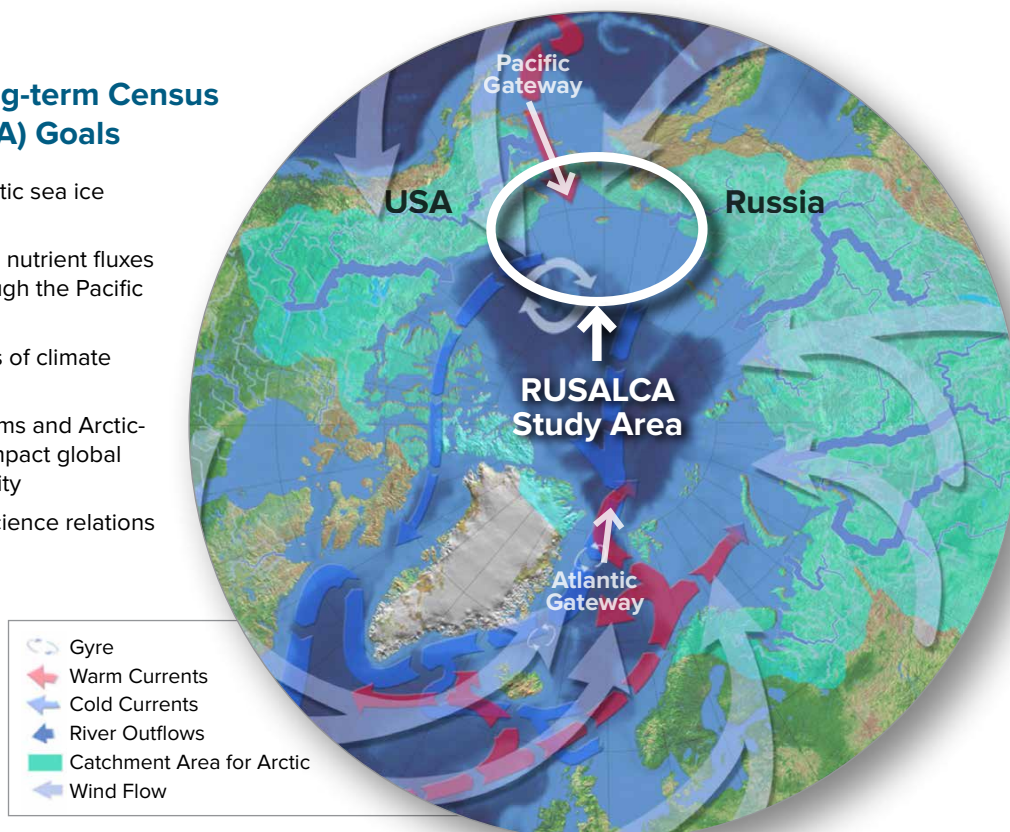 g-term Census
A) Goals
tic sea ice
nutrient fluxes
ugh the Pacific
s of climate
ms and Arctic-
mpact global
ity
cience relations
Pacific
Gateway
USA
Russia
RUSALCA
Study Area
Atlantic
Gateway
Gyre
Warm Currents
Cold Currents
River Outflows
Catchment Area for Arctic
Wind Flow